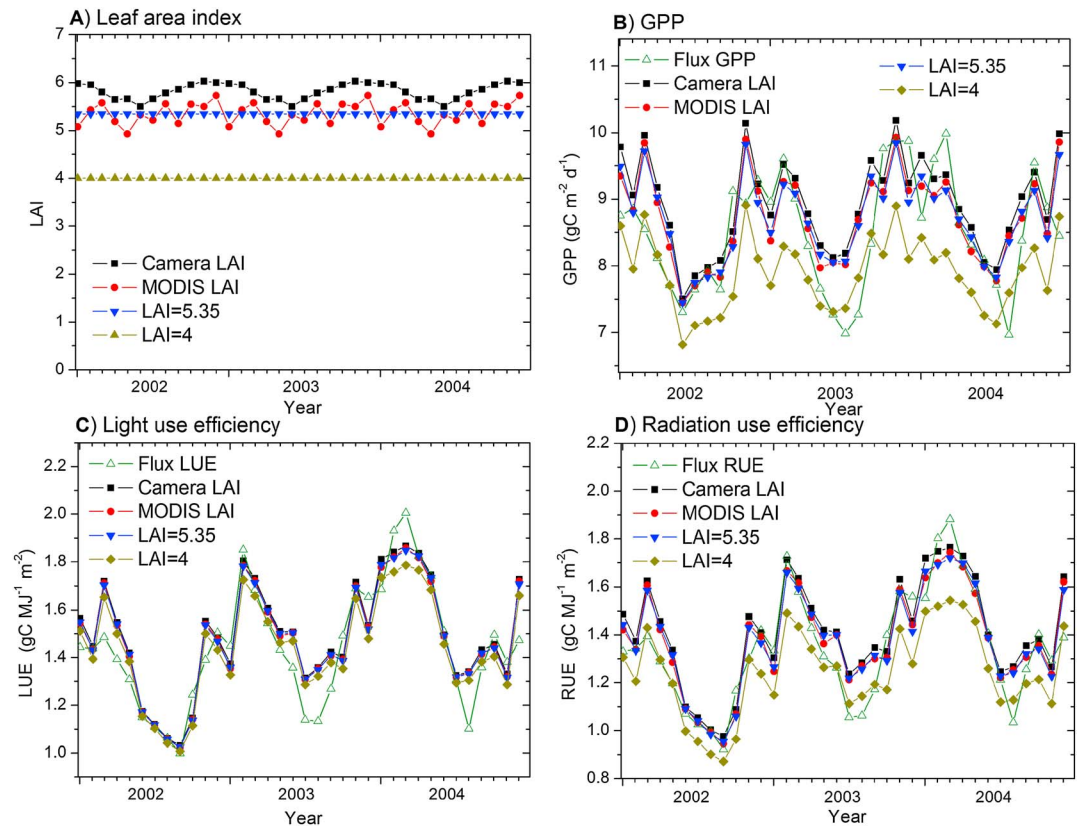 A) Leaf area index
7
6
5
4
3
2
1
0
LAI
Camera LAI
MODIS LAI
LAI=5.35
LAI=4
2002 2003 2004
Year
B) GPP
11
10
9
8
7
GPP (gC m⁻² d⁻¹)
Flux GPP
Camera LAI
MODIS LAI
LAI=5.35
LAI=4
2002 2003 2004
Year
C) Light use efficiency
2.2
2.0
1.8
1.6
1.4
1.2
1.0
LUE (gC MJ⁻¹ m⁻²)
Flux LUE
Camera LAI
MODIS LAI
LAI=5.35
LAI=4
2002 2003 2004
Year
D) Radiation use efficiency
2.2
2.0
1.8
1.6
1.4
1.2
1.0
0.8
RUE (gC MJ⁻¹ m⁻²)
Flux RUE
Camera LAI
MODIS LAI
LAI=5.35
LAI=4
2002 2003 2004
Year